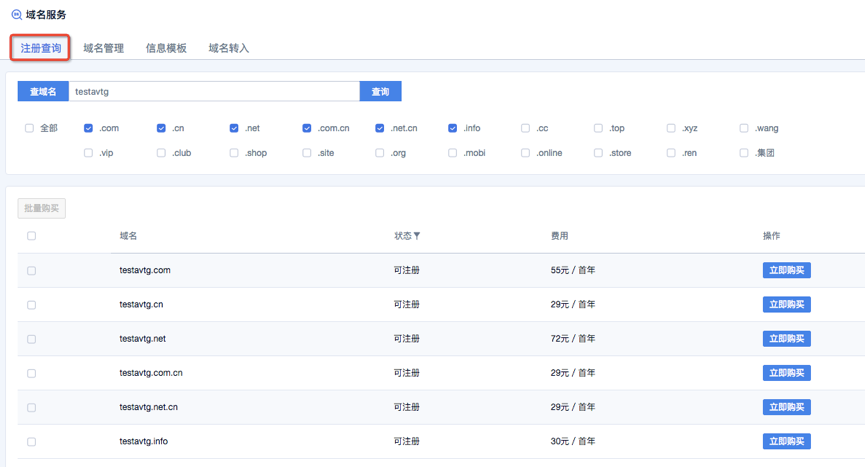 域名服务
注册查询 域名管理 信息模板 域名转入
查域名 testavtg 查询
全部 .com .cn .net .com.cn .net.cn .info .cc .top .xyz .wang
.vip .club .shop .site .org .mobi .online .store .ren .集团
批量购买
域名 状态 费用 操作
testavtg.com 可注册 55元 / 首年 立即购买
testavtg.cn 可注册 29元 / 首年 立即购买
testavtg.net 可注册 72元 / 首年 立即购买
testavtg.com.cn 可注册 29元 / 首年 立即购买
testavtg.net.cn 可注册 29元 / 首年 立即购买
testavtg.info 可注册 30元 / 首年 立即购买